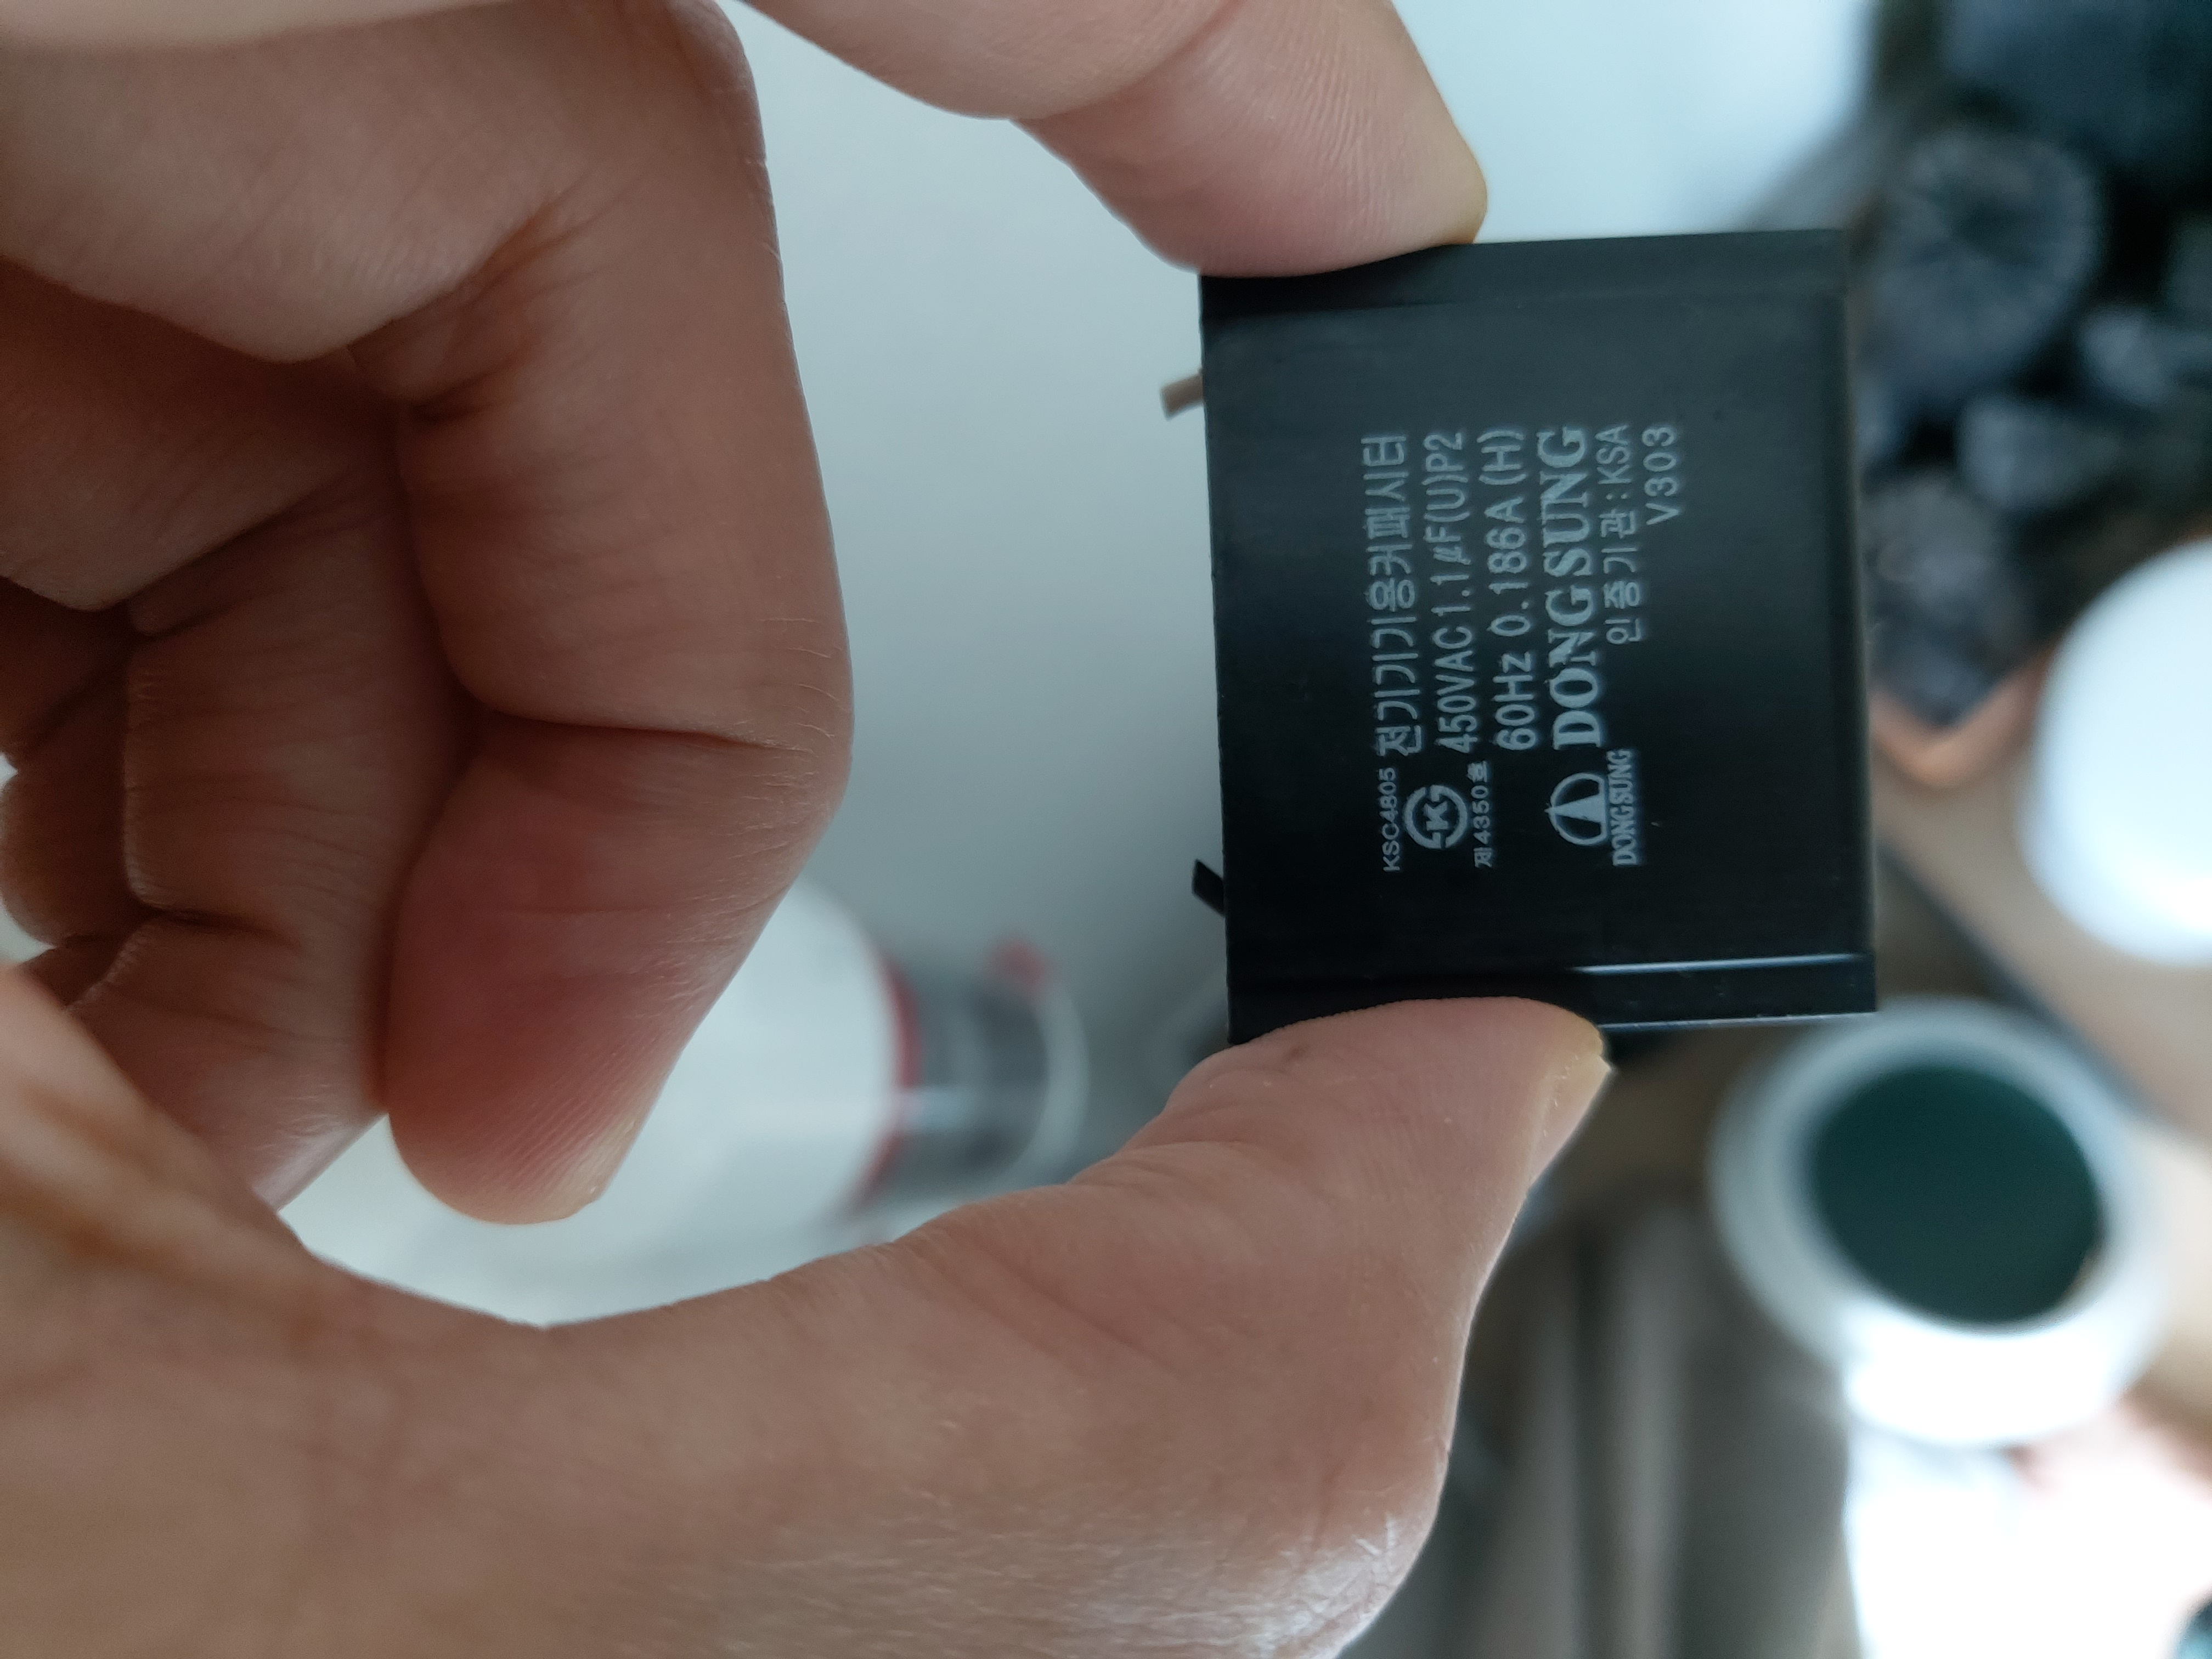 KSC4805 전기기기용커패시터
450VAC 1.1μF(U)P2
제4350호
60Hz 0.186A (H)
DONGSUNG
DONGSUNG
인증기관:KSA
V303